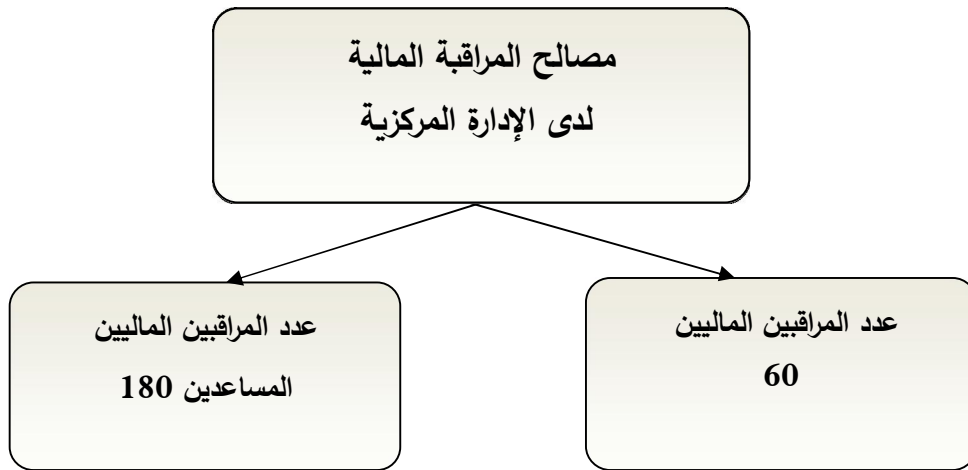 مصالح المراقبة المالية
لدى الإدارة المركزية
عدد المراقبين الماليين
60
عدد المراقبين الماليين
المساعدين 180